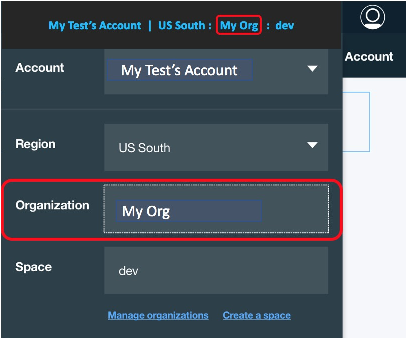 My Test's Account | US South : My Org : dev
Account
Account My Test's Account
Region US South
Organization My Org
Space dev
Manage organizations Create a space